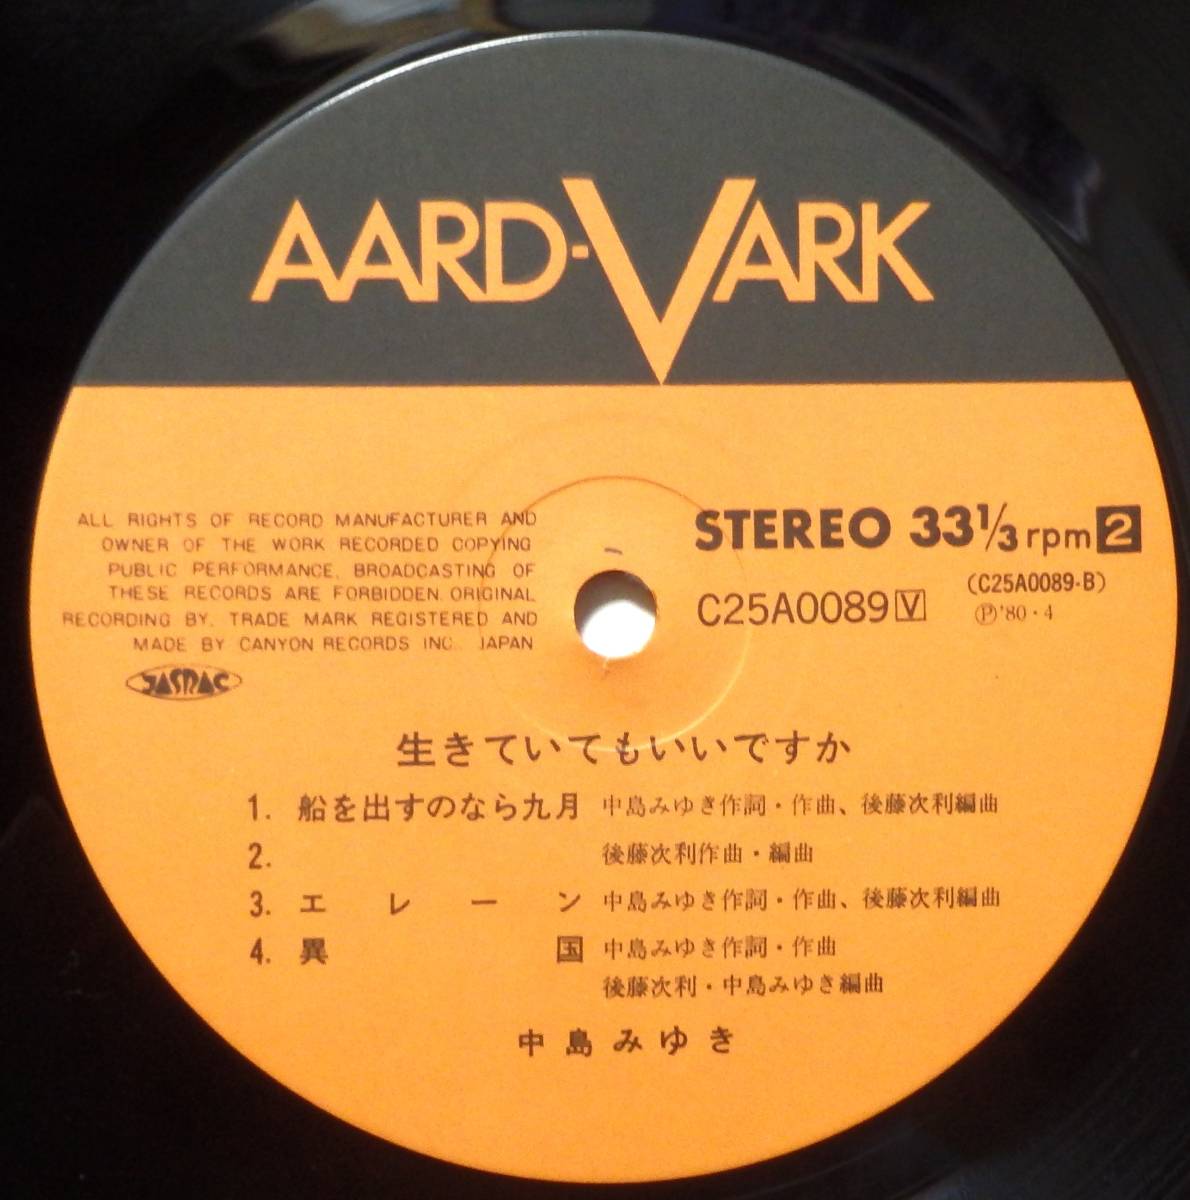 AARD-VARK
ALL RIGHTS OF RECORD MANUFACTURER AND
OWNER OF THE WORK RECORDED COPYING
PUBLIC PERFORMANCE, BROADCASTING OF
THESE RECORDS ARE FORBIDDEN. ORIGINAL
RECORDING BY. TRADE MARK REGISTERED AND
MADE BY CANYON RECORDS INC. JAPAN
JASRAC
STEREO 33 1/3 rpm 2
C25A0089 V
(C25A0089-B)
Ⓟ'80・4
生きていてもいいですか
1. 船を出すのなら九月 中島みゆき作詞・作曲、後藤次利編曲
2. 後藤次利作曲・編曲
3. エレーン 中島みゆき作詞・作曲、後藤次利編曲
4. 異国 中島みゆき作詞・作曲
後藤次利・中島みゆき編曲
中島みゆき